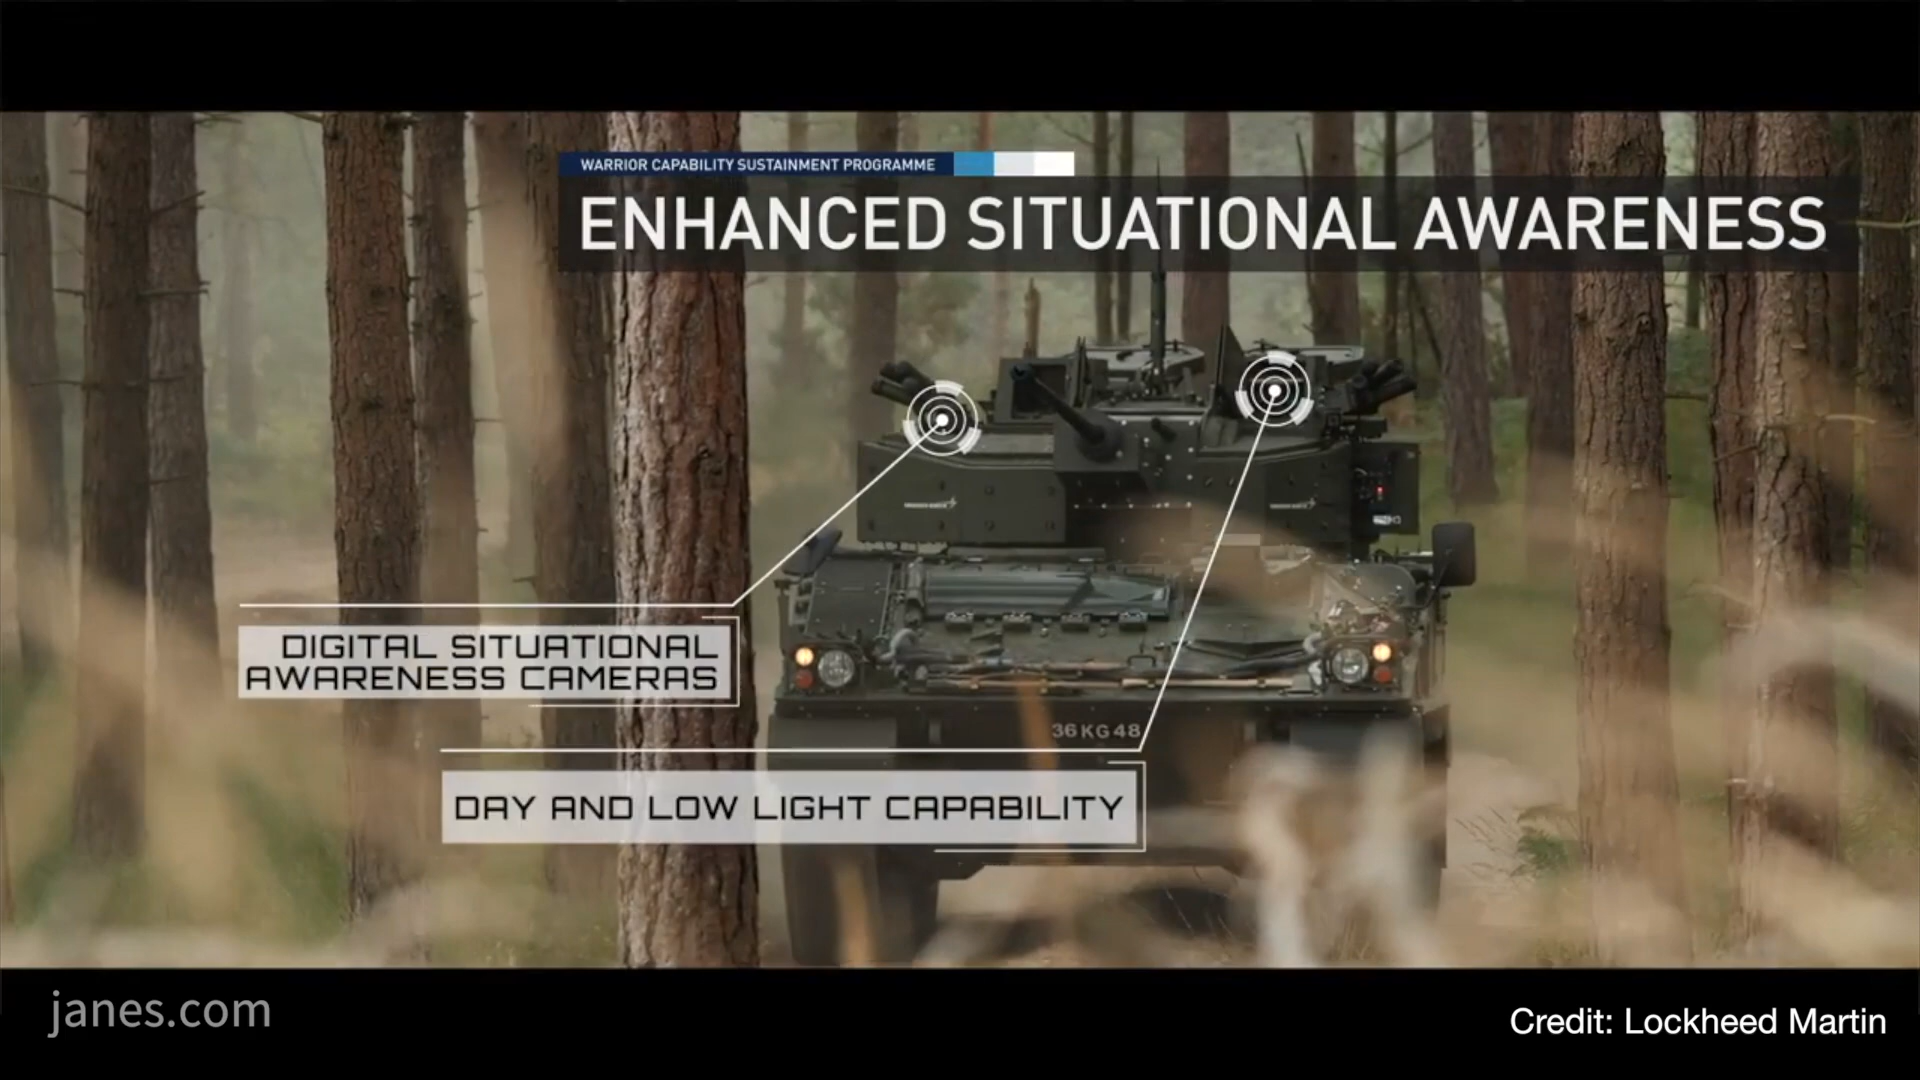 WARRIOR CAPABILITY SUSTAINMENT PROGRAMME
ENHANCED SITUATIONAL AWARENESS
DIGITAL SITUATIONAL
AWARENESS CAMERAS
36 KG 48
DAY AND LOW LIGHT CAPABILITY
janes.com
Credit: Lockheed Martin